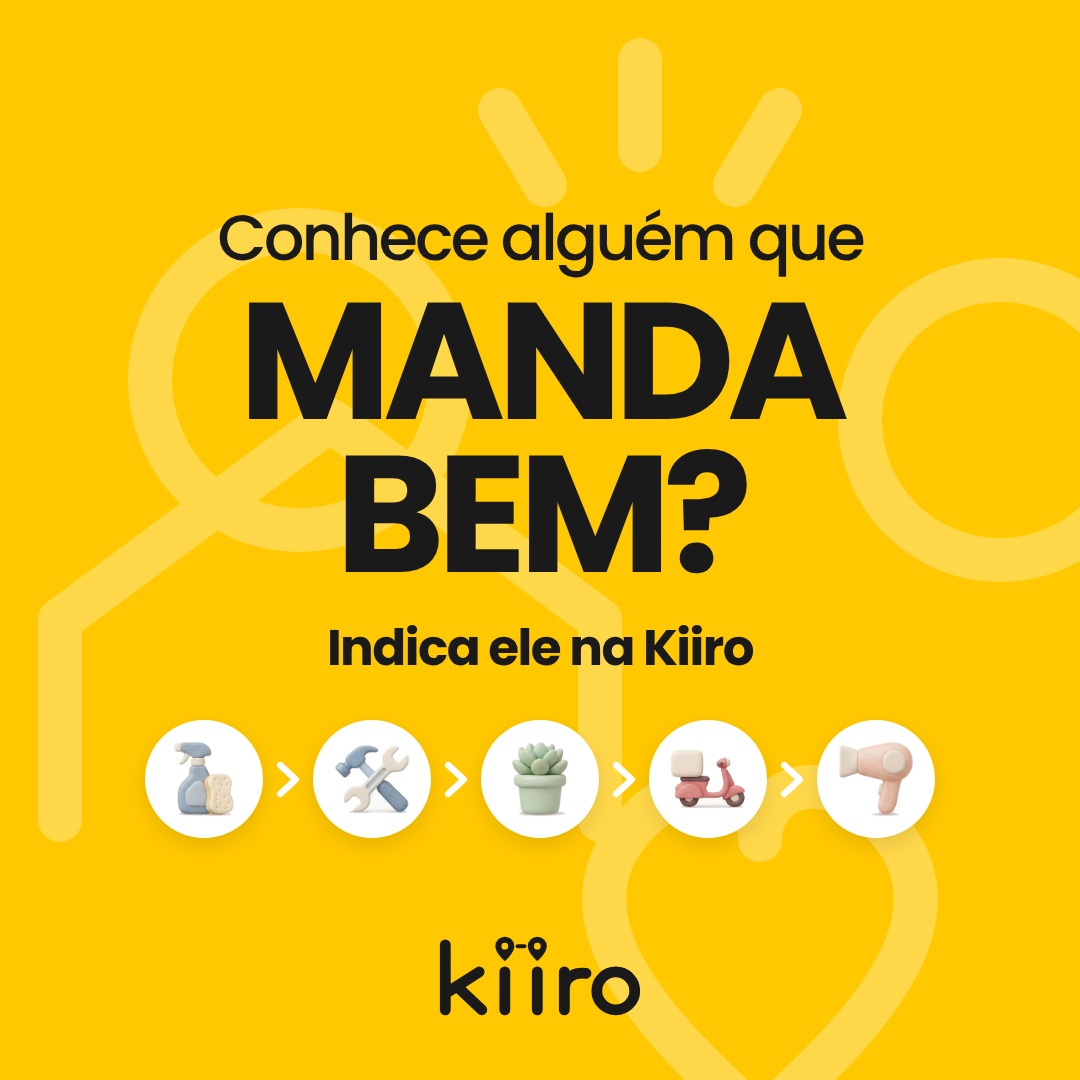 Conhece alguém que
MANDA
BEM?
Indica ele na Kiiro
kiiro